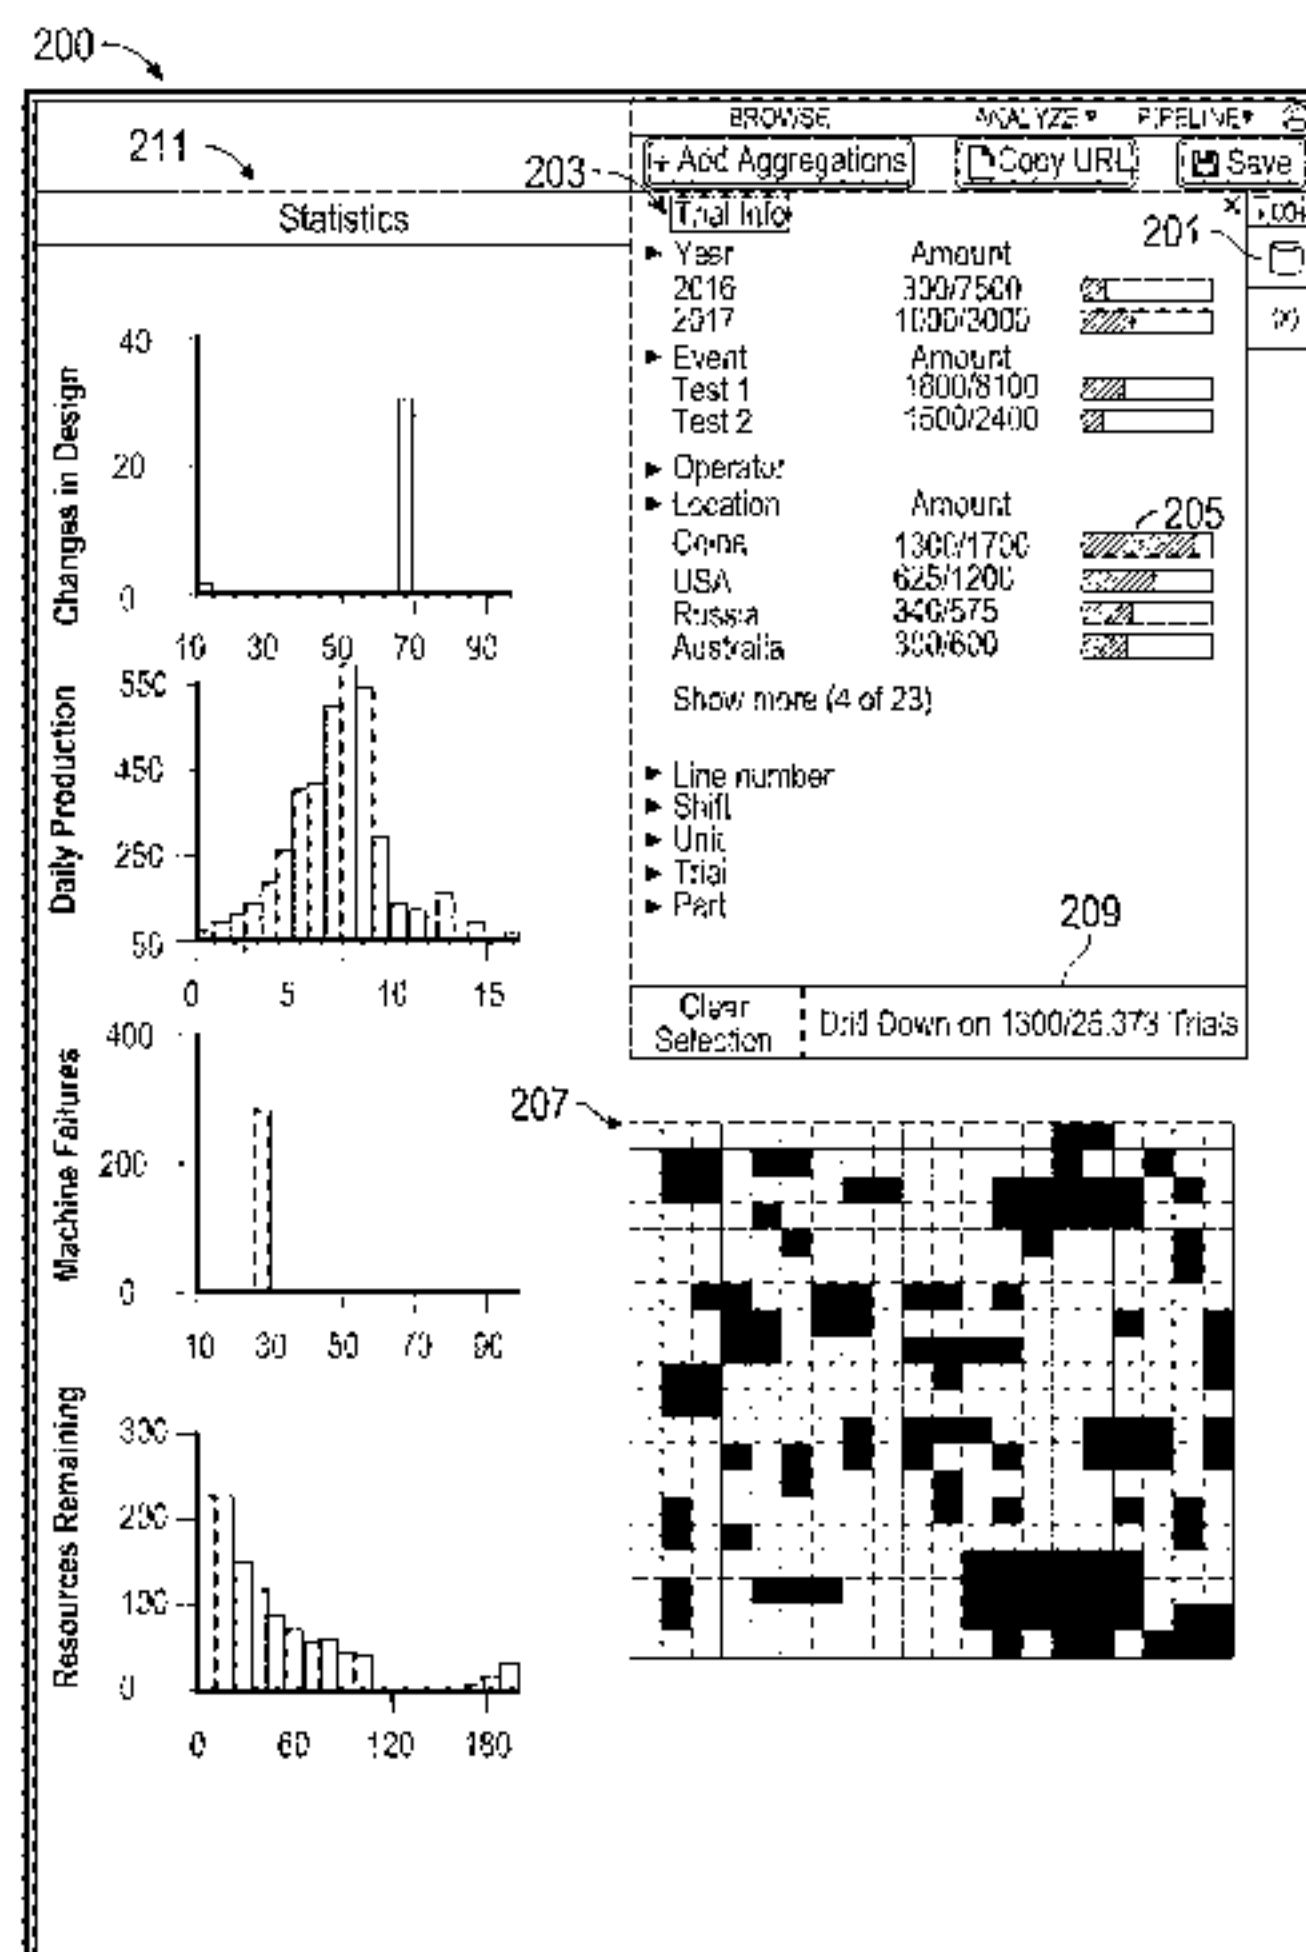 200
BROWSE ANALYZE ▾ PIPELINE ▾
211
+ Add Aggregations Copy URL Save
203
Statistics
Trial Info ×
201
► Year Amount
2016 /7500
2017 1000/3000
► Event Amount
Test 1 1800/8100
Test 2 1500/2400
► Operator
► Location Amount
205
1300/1700
USA 625/1200
Russia 340/575
Australia 300/600
Show more (4 of 23)
► Line number
► Shift
► Unit
► Trial
► Part
209
Clear Selection
Drill Down on 1300/25,373 Trials
207
Changes in Design
40
20
0
10 30 50 70 90
Daily Production
550
450
250
50
0 5 10 15
Machine Failures
400
200
0
10 30 50 70 90
Resources Remaining
300
200
100
0
0 60 120 180